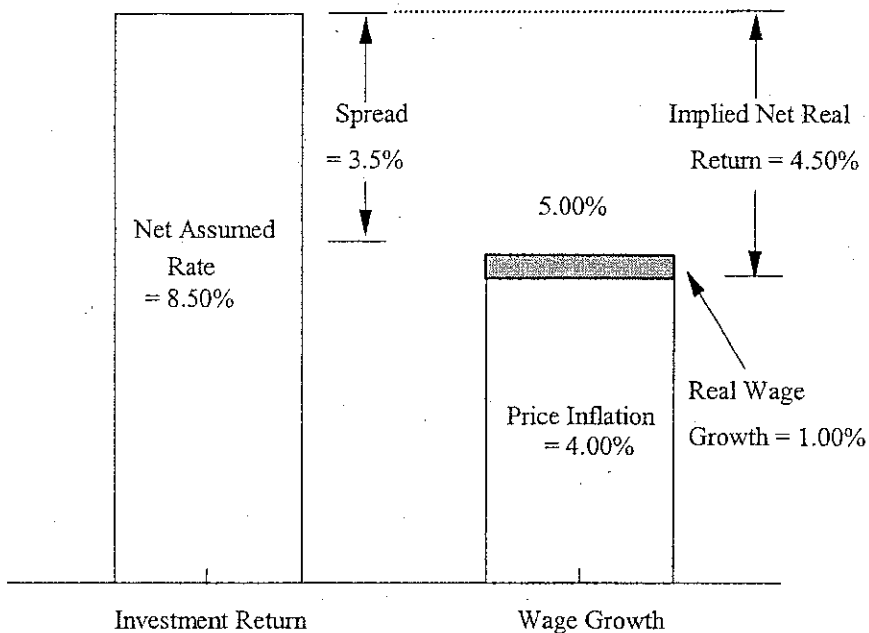 Spread
= 3.5%
Implied Net Real
Return = 4.50%
5.00%
Net Assumed
Rate
= 8.50%
Real Wage
Growth = 1.00%
Price Inflation
= 4.00%
Investment Return
Wage Growth